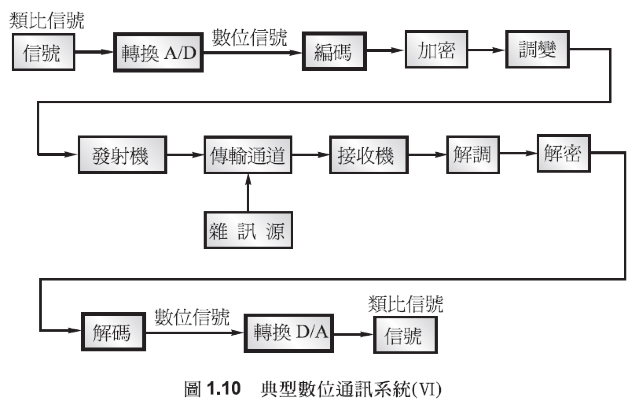 類比信號
信號
轉換 A/D
數位信號
編碼
加密
調變
發射機
傳輸通道
接收機
解調
解密
雜訊源
解碼
數位信號
轉換 D/A
類比信號
信號
圖 1.10 典型數位通訊系統(VI)